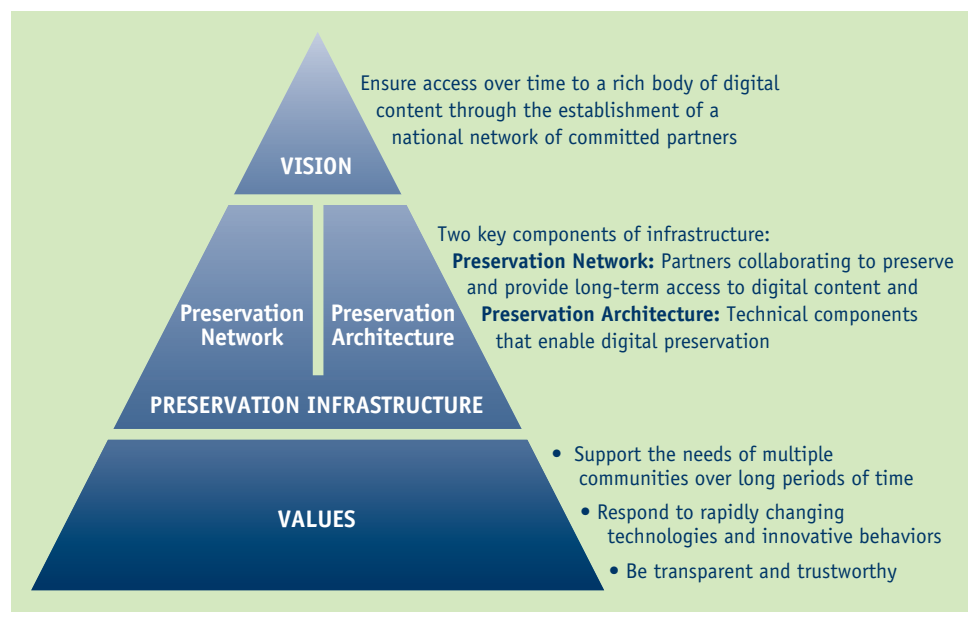 Ensure access over time to a rich body of digital
content through the establishment of a
national network of committed partners
VISION
Two key components of infrastructure:
Preservation Network: Partners collaborating to preserve
and provide long-term access to digital content and
Preservation Architecture: Technical components
that enable digital preservation
Preservation
Network
Preservation
Architecture
PRESERVATION INFRASTRUCTURE
• Support the needs of multiple
communities over long periods of time
• Respond to rapidly changing
technologies and innovative behaviors
• Be transparent and trustworthy
VALUES